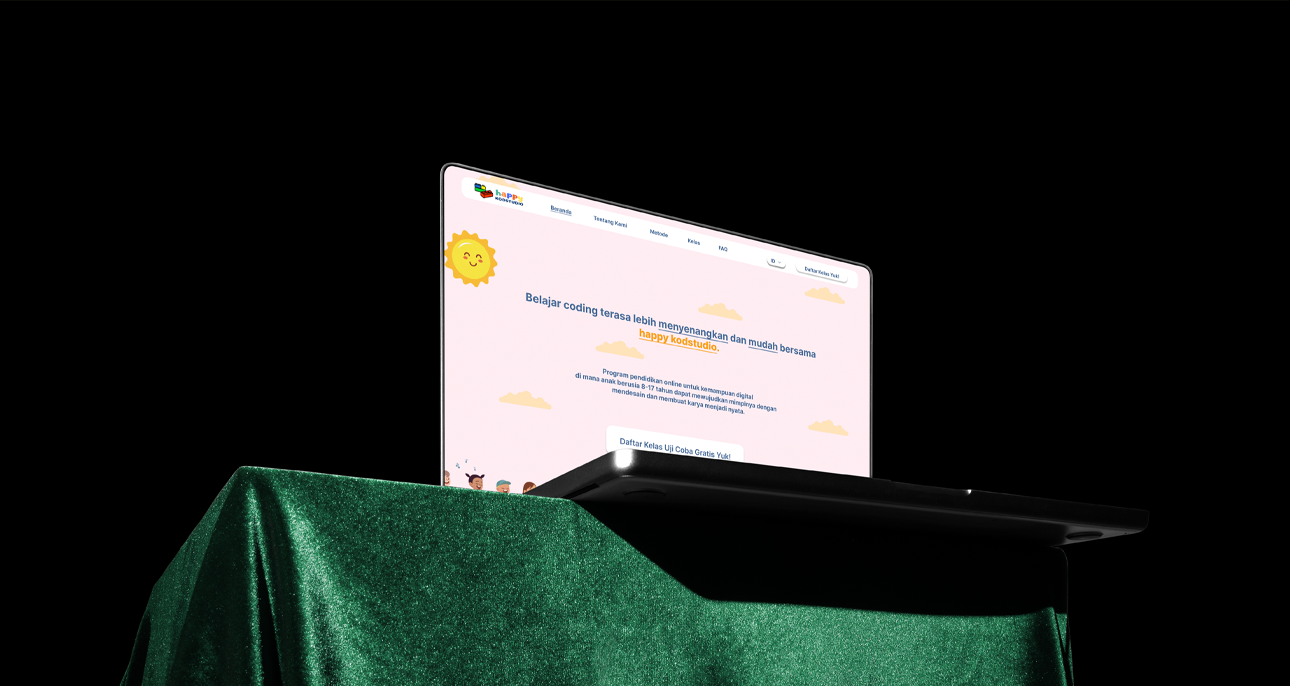 happy
KODSTUDIO
Beranda
Tentang Kami
Metode
Kelas
FAQ
ID
Daftar Kelas Yuk!
Belajar coding terasa lebih menyenangkan dan mudah bersama
happy kodstudio.
Program pendidikan online untuk kemampuan digital
di mana anak berusia 8-17 tahun dapat mewujudkan mimpinya dengan
mendesain dan membuat karya menjadi nyata.
Daftar Kelas Uji Coba Gratis Yuk!